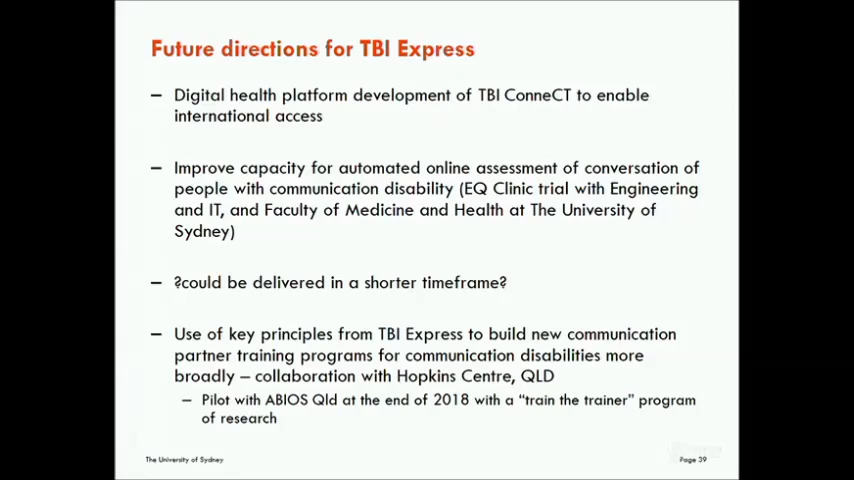 Future directions for TBI Express
– Digital health platform development of TBI ConneCT to enable
international access
– Improve capacity for automated online assessment of conversation of
people with communication disability (EQ Clinic trial with Engineering
and IT, and Faculty of Medicine and Health at The University of
Sydney)
– ?could be delivered in a shorter timeframe?
– Use of key principles from TBI Express to build new communication
partner training programs for communication disabilities more
broadly – collaboration with Hopkins Centre, QLD
– Pilot with ABIOS Qld at the end of 2018 with a “train the trainer” program
of research
The University of Sydney
Page 39